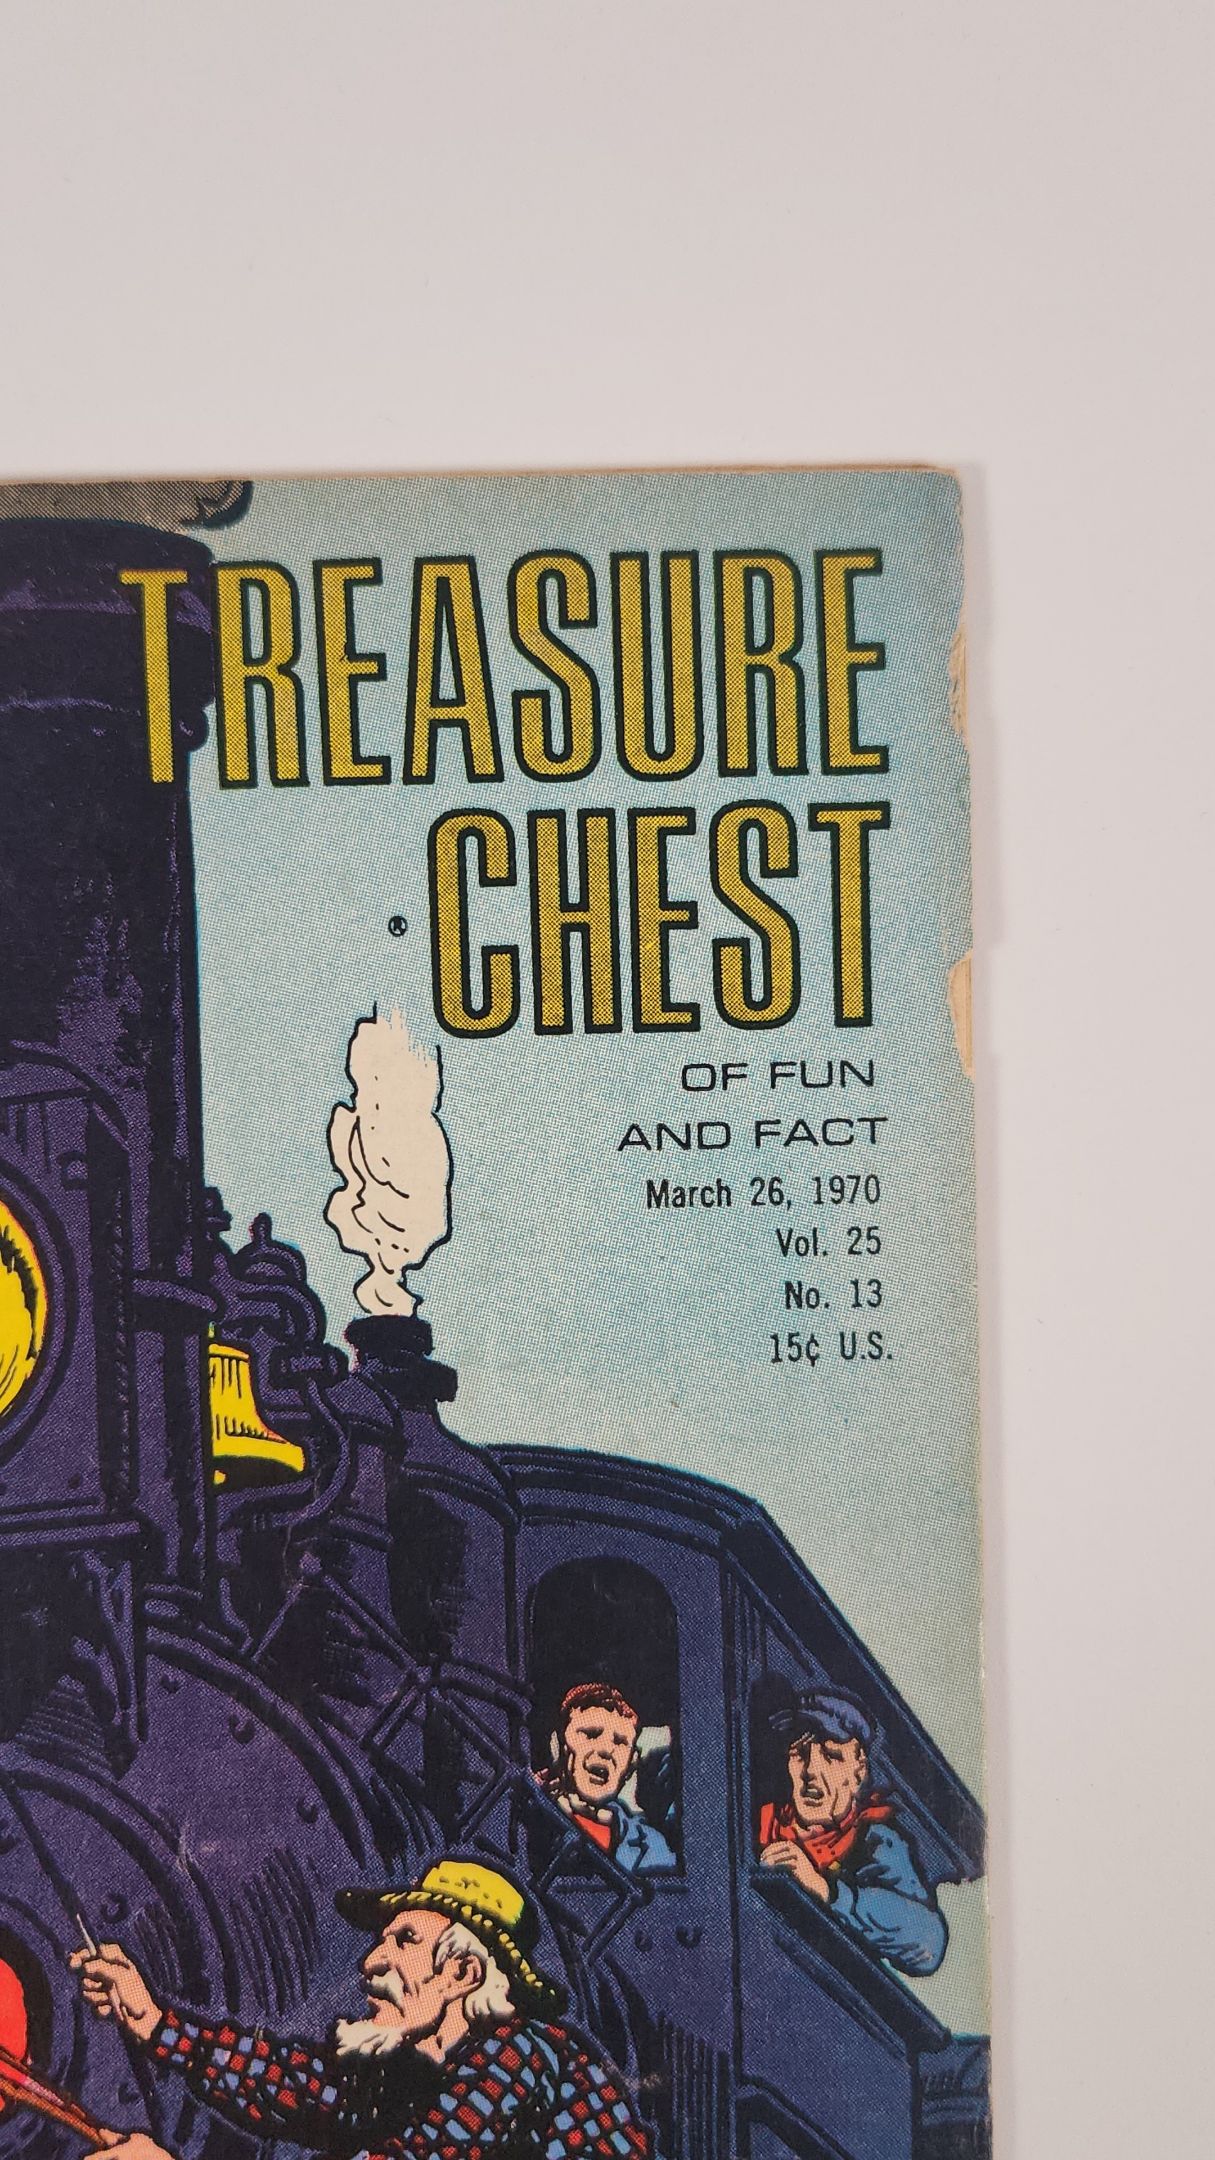 TREASURE
CHEST
®
OF FUN
AND FACT
March 26, 1970
Vol. 25
No. 13
15¢ U.S.